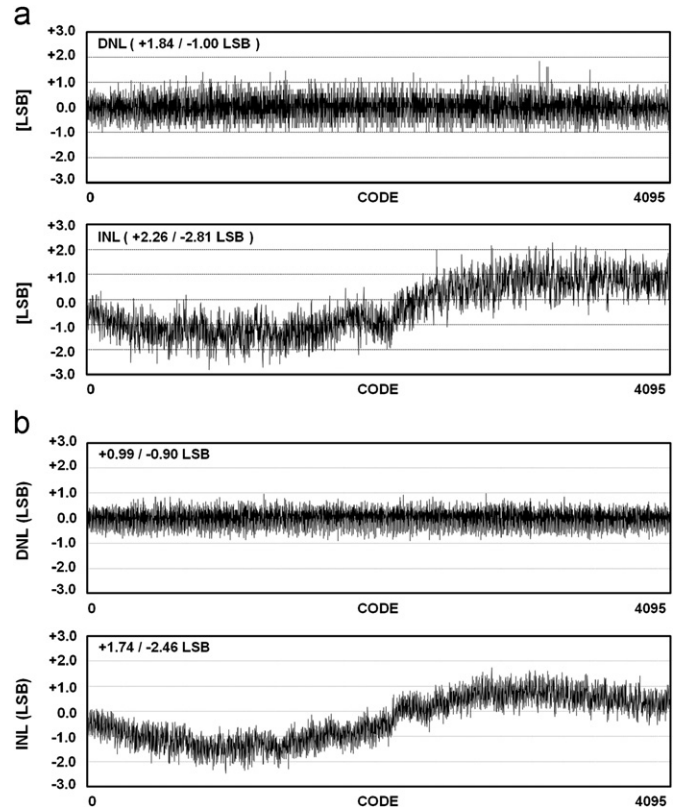 a
+3.0
DNL ( +1.84 / -1.00 LSB )
+2.0
+1.0
0.0
-1.0
-2.0
-3.0
[LSB]
0 CODE 4095
+3.0
INL ( +2.26 / -2.81 LSB )
+2.0
+1.0
0.0
-1.0
-2.0
-3.0
[LSB]
0 CODE 4095
b
+3.0
+0.99 / -0.90 LSB
+2.0
+1.0
0.0
-1.0
-2.0
-3.0
DNL (LSB)
0 CODE 4095
+3.0
+1.74 / -2.46 LSB
+2.0
+1.0
0.0
-1.0
-2.0
-3.0
INL (LSB)
0 CODE 4095